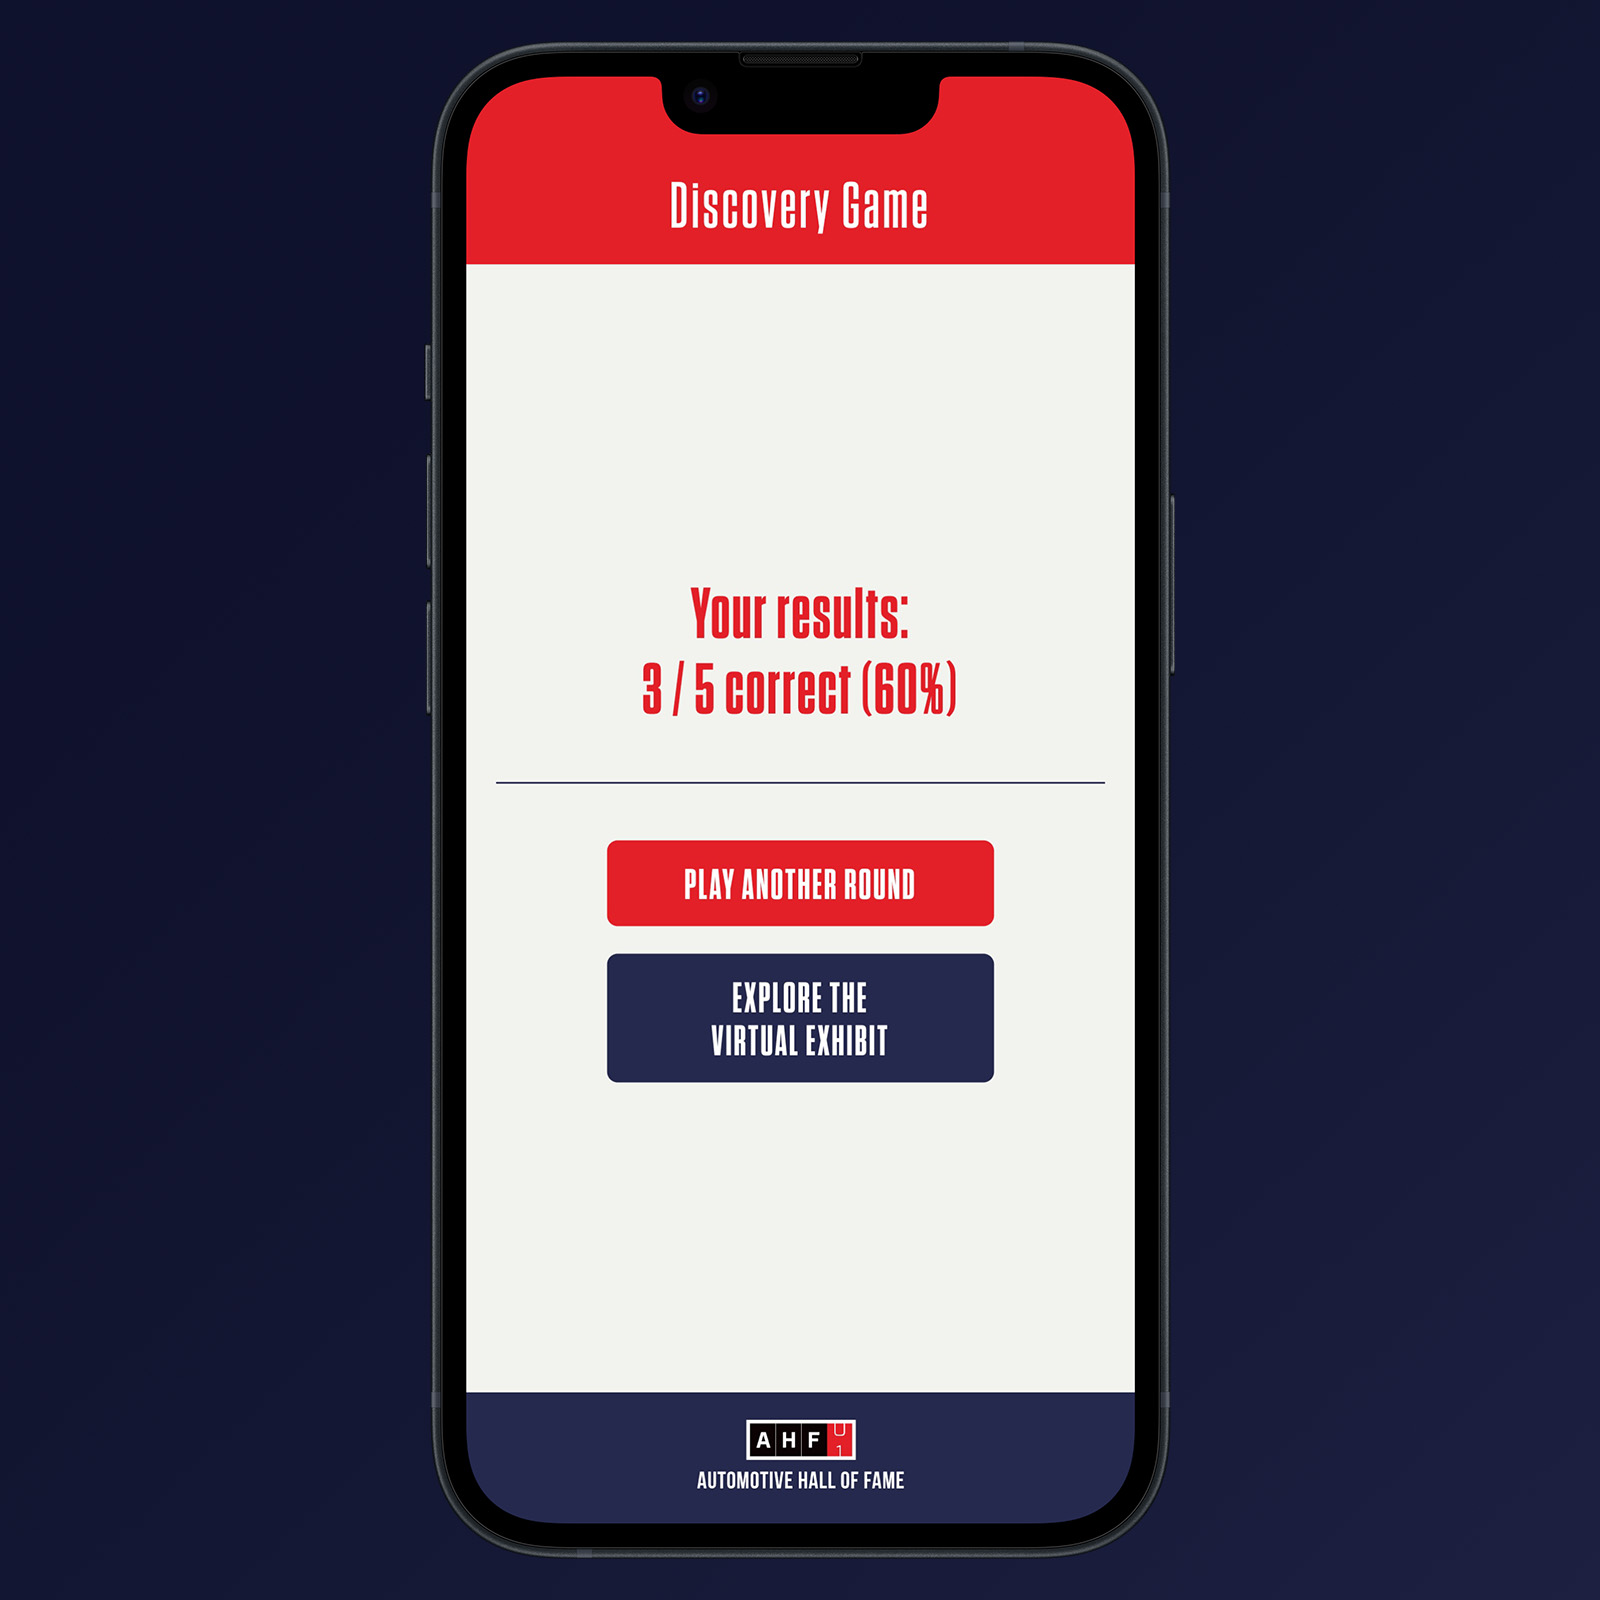 Discovery Game
Your results:
3 / 5 correct (60%)
PLAY ANOTHER ROUND
EXPLORE THE
VIRTUAL EXHIBIT
AHF
AUTOMOTIVE HALL OF FAME